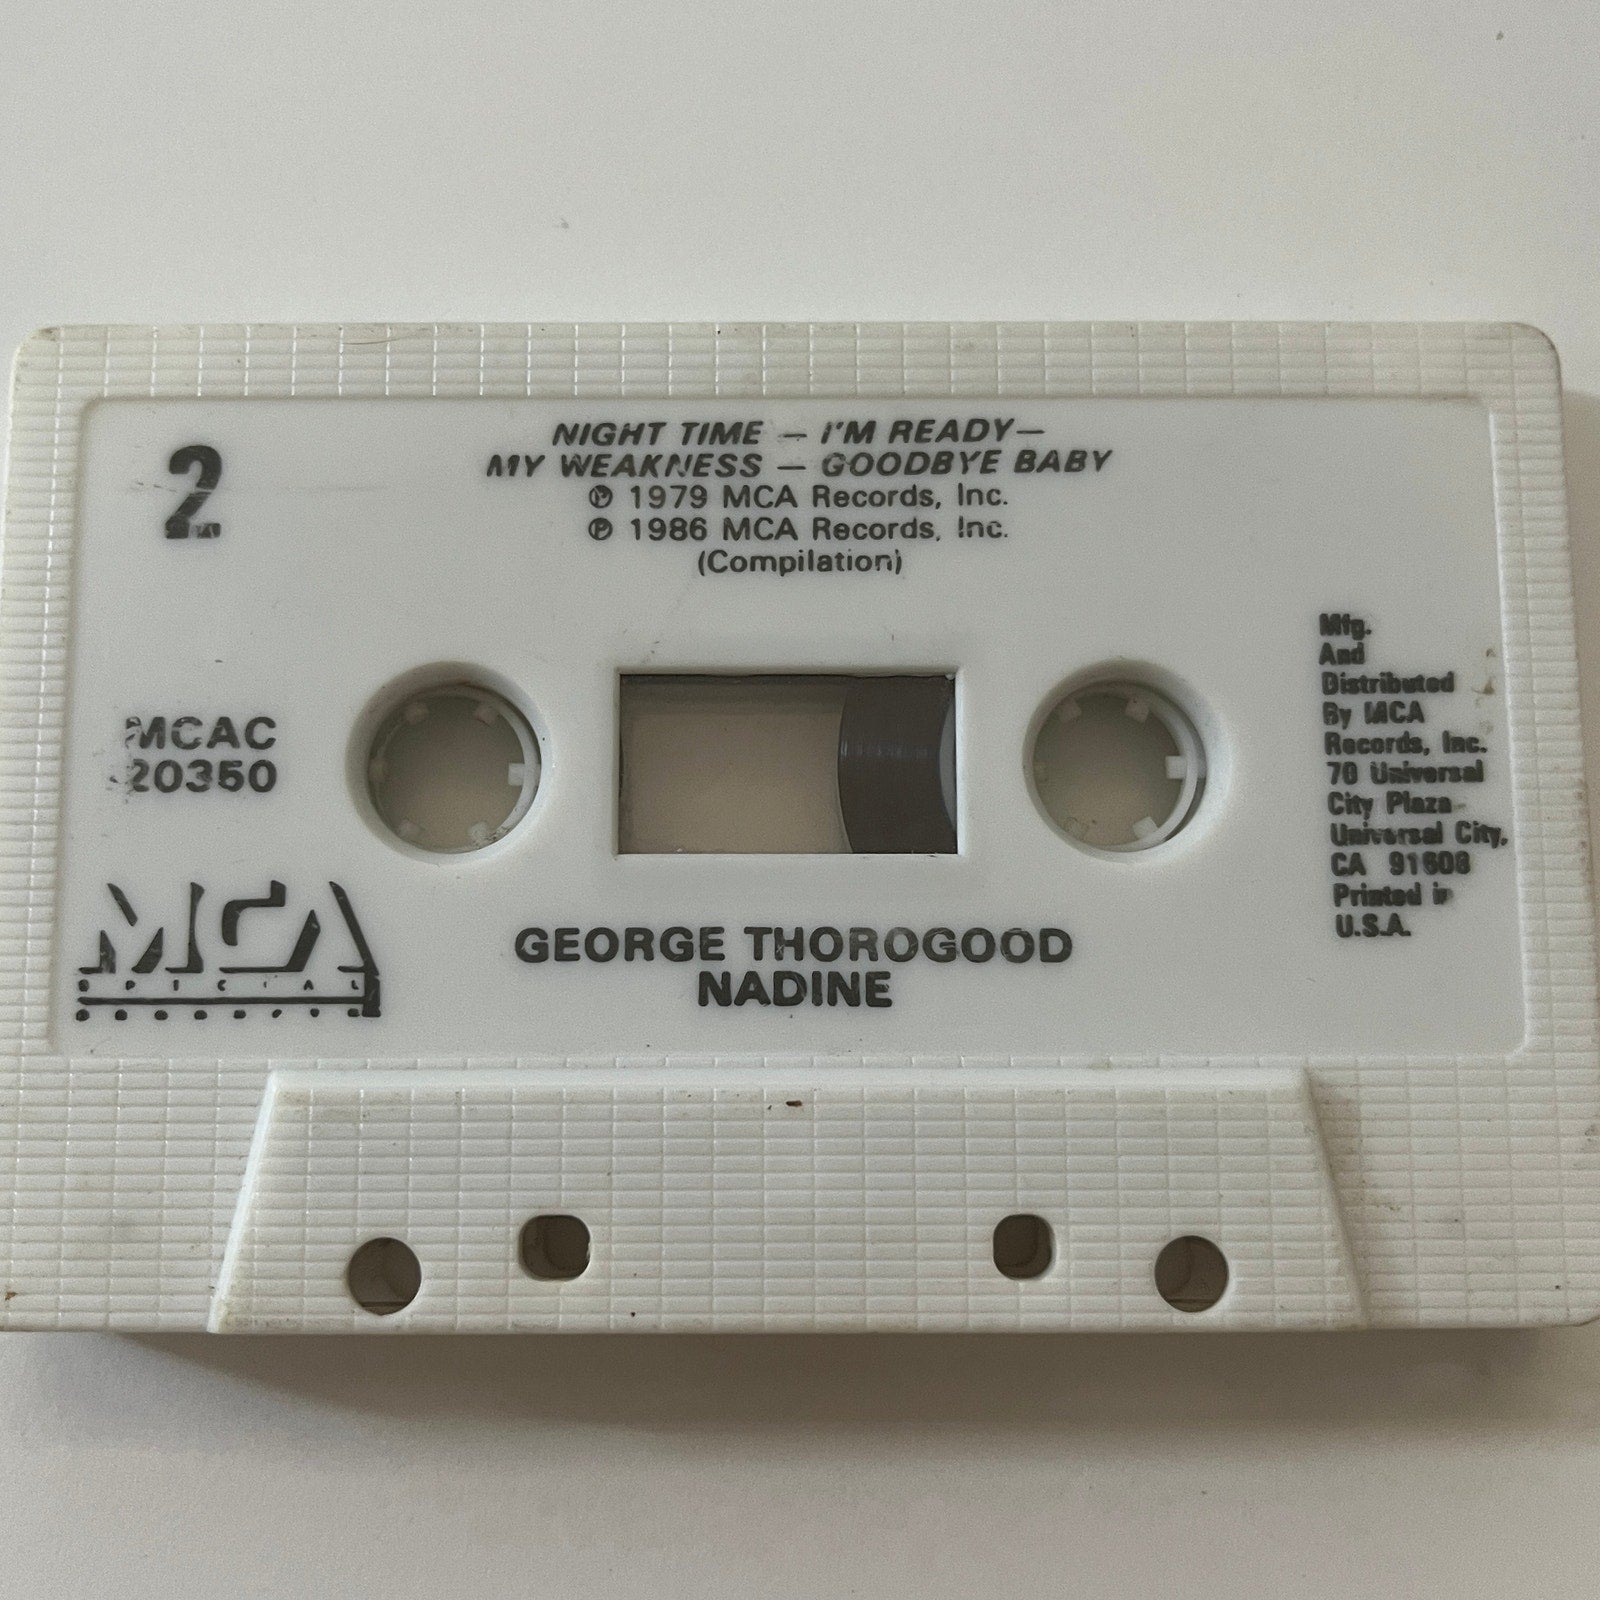 2
NIGHT TIME — I'M READY—
MY WEAKNESS — GOODBYE BABY
℗ 1979 MCA Records, Inc.
℗ 1986 MCA Records, Inc.
(Compilation)
MCAC
20350
Mfg.
And
Distributed
By MCA
Records, Inc.
70 Universal
City Plaza
Universal City,
CA 91608
Printed in
U.S.A.
MCA
SPECIAL
GEORGE THOROGOOD
NADINE